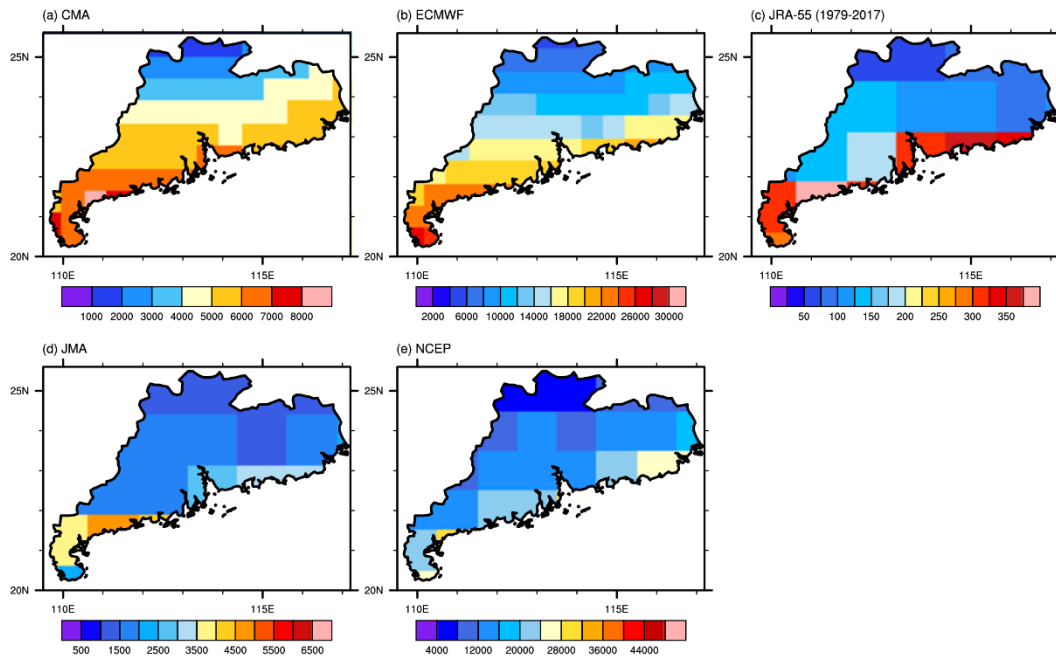 (a) CMA
(b) ECMWF
(c) JRA-55 (1979-2017)
25N
25N
25N
20N
20N
20N
110E 115E
110E 115E
110E 115E
1000 2000 3000 4000 5000 6000 7000 8000
2000 6000 10000 14000 18000 22000 26000 30000
50 100 150 200 250 300 350
(d) JMA
(e) NCEP
25N
25N
20N
20N
110E 115E
110E 115E
500 1500 2500 3500 4500 5500 6500
4000 12000 20000 28000 36000 44000